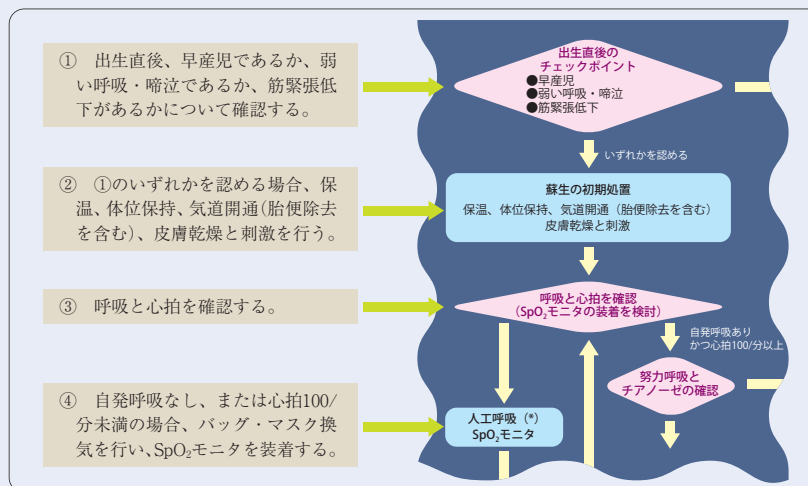 ① 出生直後、早産児であるか、弱
い呼吸・啼泣であるか、筋緊張低
下があるかについて確認する。
出生直後の
チェックポイント
●早産児
●弱い呼吸・啼泣
●筋緊張低下
いずれかを認める
② ①のいずれかを認める場合、保
温、体位保持、気道開通(胎便除去
を含む)、皮膚乾燥と刺激を行う。
蘇生の初期処置
保温、体位保持、気道開通（胎便除去を含む）
皮膚乾燥と刺激
③ 呼吸と心拍を確認する。
呼吸と心拍を確認
（SpO₂モニタの装着を検討）
自発呼吸あり
かつ心拍100/分以上
努力呼吸と
チアノーゼの確認
④ 自発呼吸なし、または心拍100/
分未満の場合、バッグ・マスク換
気を行い、SpO₂モニタを装着する。
人工呼吸（*）
SpO₂モニタ